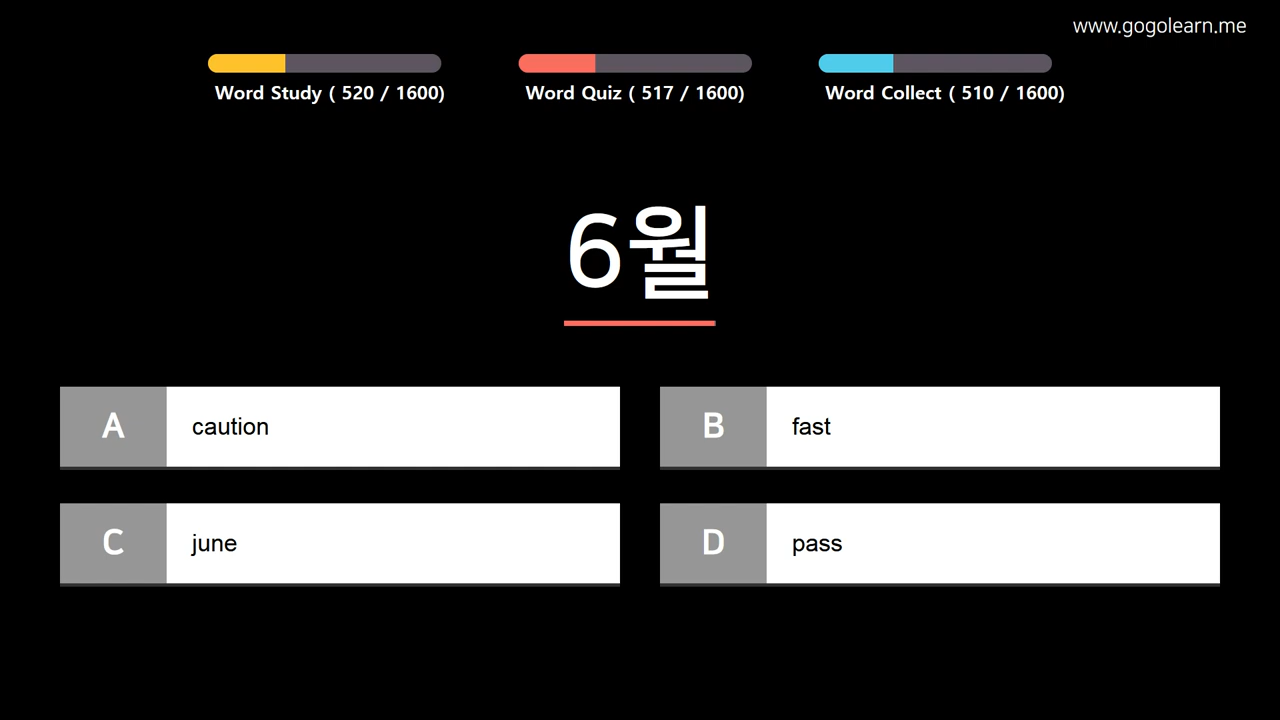 www.gogolearn.me
Word Study ( 520 / 1600)
Word Quiz ( 517 / 1600)
Word Collect ( 510 / 1600)
6월
A
caution
B
fast
C
june
D
pass